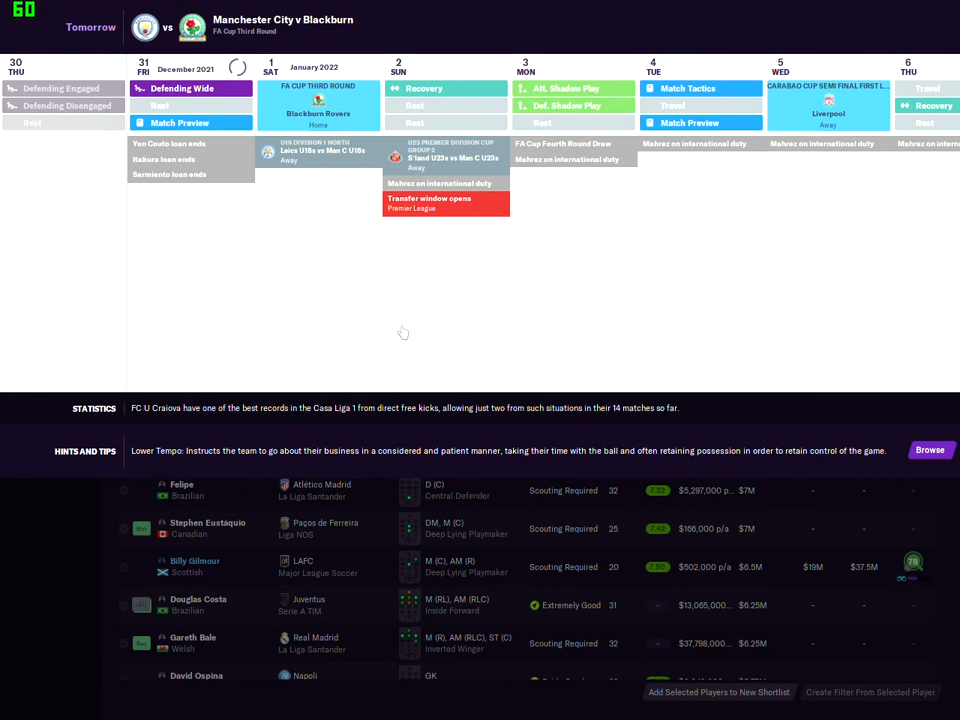 60
Tomorrow
vs
Manchester City v Blackburn
FA Cup Third Round
30
THU
31
FRI
December 2021
1
SAT
January 2022
2
SUN
3
MON
4
TUE
5
WED
6
THU
Defending Engaged
Defending Disengaged
Rest
Defending Wide
Rest
Match Preview
FA CUP THIRD ROUND
Blackburn Rovers
Home
Recovery
Rest
Rest
Att. Shadow Play
Def. Shadow Play
Rest
Match Tactics
Travel
Match Preview
CARABAO CUP SEMI FINAL FIRST L...
Liverpool
Away
Travel
Recovery
Rest
Yan Couto loan ends
Itakura loan ends
Sarmiento loan ends
U18 DIVISION 1 NORTH
Leics U18s vs Man C U18s
Away
U23 PREMIER DIVISION CUP
GROUP 2
S'land U23s vs Man C U23s
Away
Mahrez on international duty
Transfer window opens
Premier League
FA Cup Fourth Round Draw
Mahrez on international duty
Mahrez on international duty
Mahrez on international duty
Mahrez on intern
STATISTICS
FC U Craiova have one of the best records in the Casa Liga 1 from direct free kicks, allowing just two from such situations in their 14 matches so far.
HINTS AND TIPS
Lower Tempo: Instructs the team to go about their business in a considered and patient manner, taking their time with the ball and often retaining possession in order to retain control of the game.
Browse
Felipe
Brazilian
Atlético Madrid
La Liga Santander
D (C)
Central Defender
Scouting Required
32
7.22
$5,297,000 p...
$7M
-
-
-
Wnt
Stephen Eustáquio
Canadian
Paços de Ferreira
Liga NOS
DM, M (C)
Deep Lying Playmaker
Scouting Required
25
7.42
$166,000 p/a
$7M
-
-
-
Billy Gilmour
Scottish
LAFC
Major League Soccer
M (C), AM (R)
Deep Lying Playmaker
Scouting Required
20
7.50
$502,000 p/a
$6.5M
$19M
$37.5M
78
Douglas Costa
Brazilian
Juventus
Serie A TIM
M (RL), AM (RLC)
Inside Forward
Extremely Good
31
-
$13,065,000...
$6.25M
-
-
-
Gareth Bale
Welsh
Real Madrid
La Liga Santander
M (R), AM (RLC), ST (C)
Inverted Winger
Scouting Required
32
-
$37,798,000...
$6.25M
-
-
-
David Ospina
Napoli
GK
Add Selected Players to New Shortlist
Create Filter From Selected Player